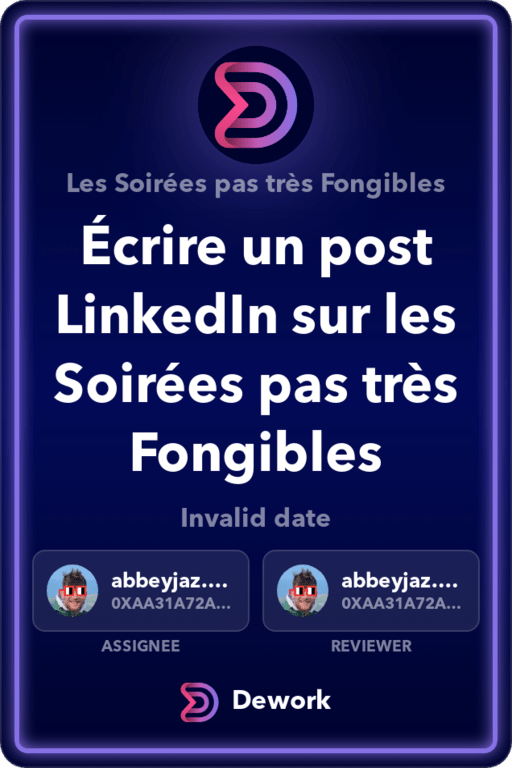 Les Soirées pas très Fongibles
Écrire un post
LinkedIn sur les
Soirées pas très
Fongibles
Invalid date
abbeyjaz.... abbeyjaz....
0XAA31A72A... 0XAA31A72A...
ASSIGNEE REVIEWER
Dework